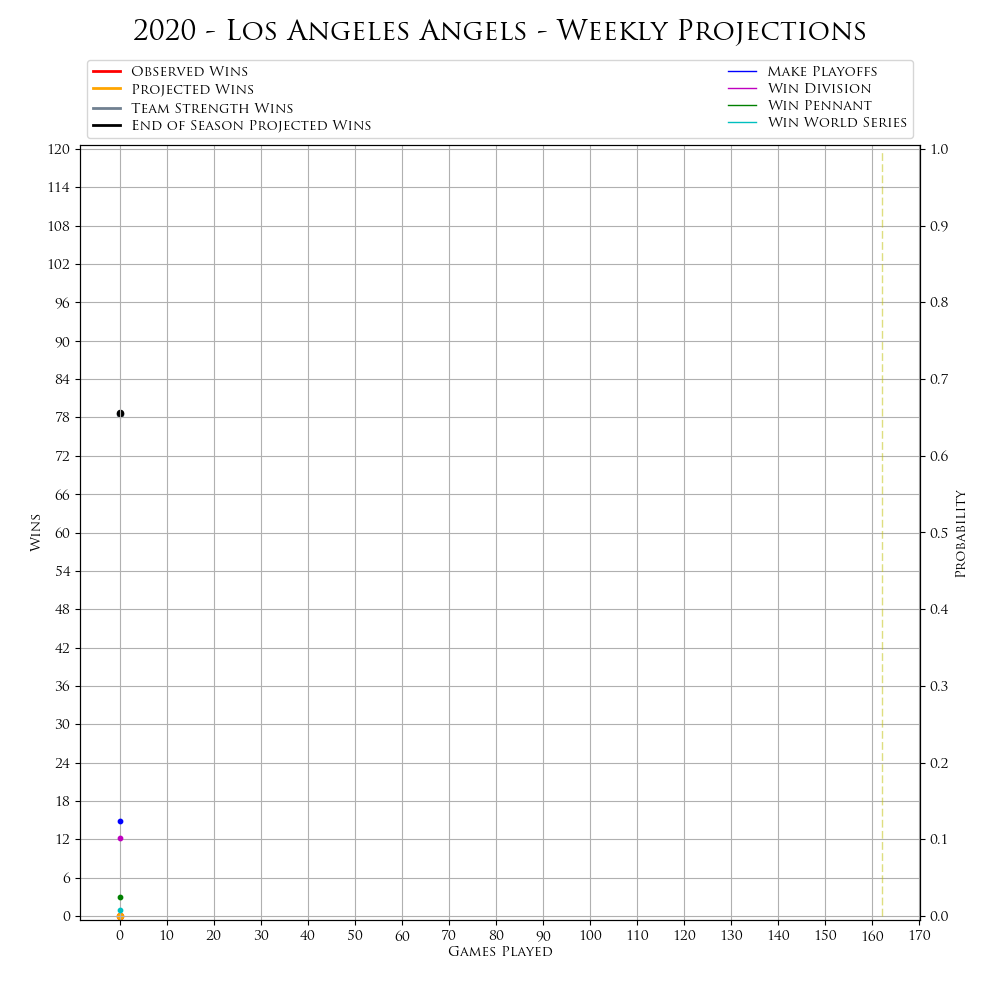 2020 - Los Angeles Angels - Weekly Projections
Observed Wins
Projected Wins
Team Strength Wins
End of Season Projected Wins
Make Playoffs
Win Division
Win Pennant
Win World Series
120
114
108
102
96
90
84
78
72
66
60
54
48
42
36
30
24
18
12
6
0
Wins
1.0
0.9
0.8
0.7
0.6
0.5
0.4
0.3
0.2
0.1
0.0
Probability
0 10 20 30 40 50 60 70 80 90 100 110 120 130 140 150 160 170
Games Played